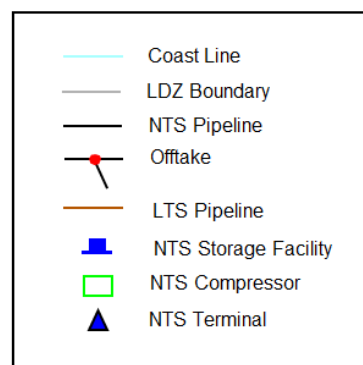 Coast Line
LDZ Boundary
NTS Pipeline
Offtake
LTS Pipeline
NTS Storage Facility
NTS Compressor
NTS Terminal